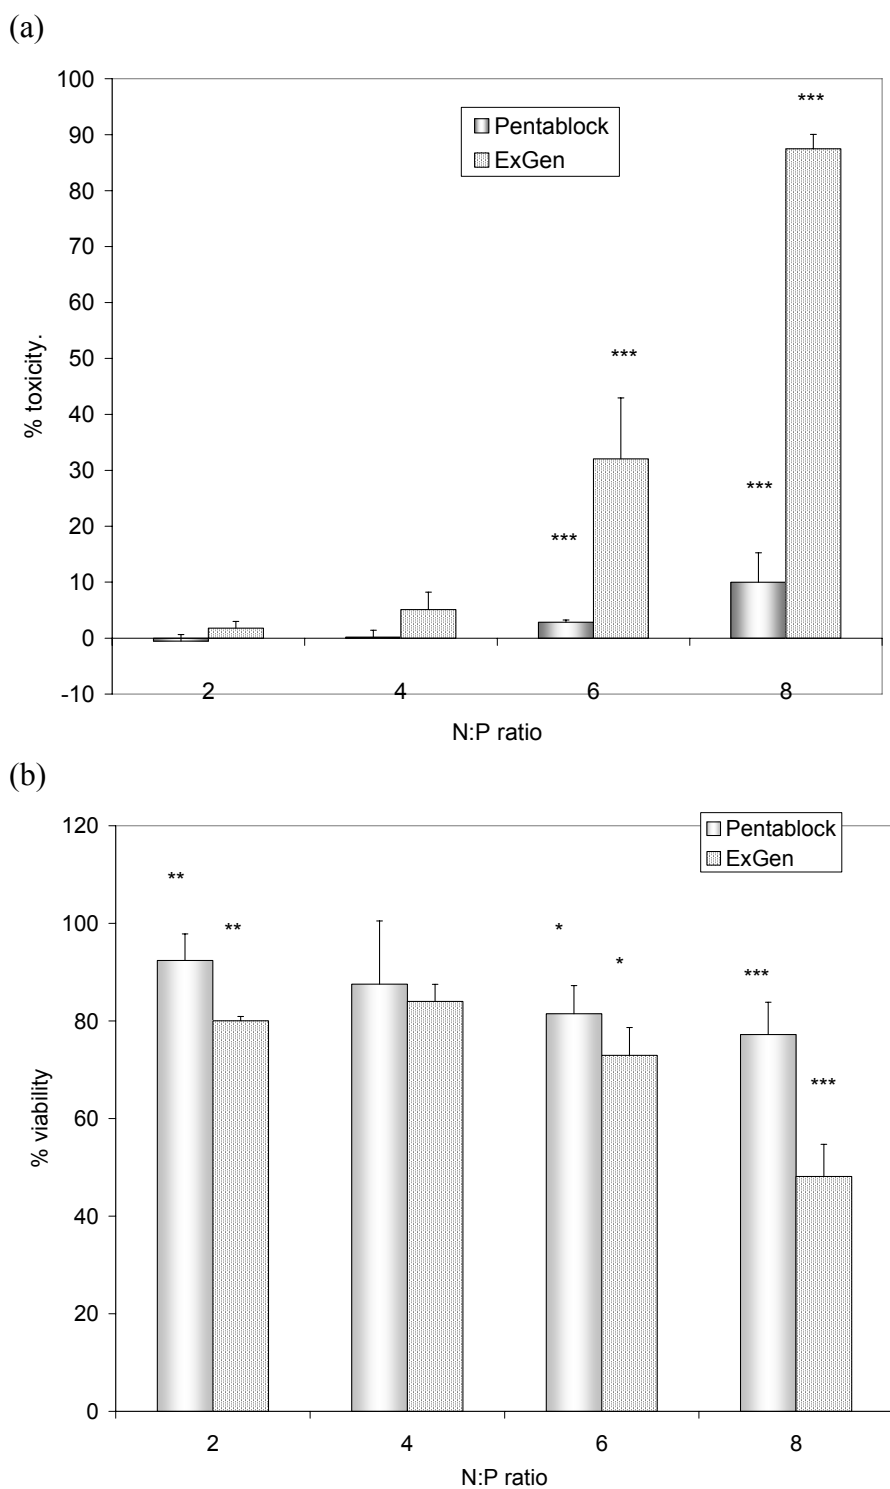 (a)
100
90
80
70
60
50
40
30
20
10
0
-10
% toxicity.
Pentablock
ExGen
***
***
***
***
2 4 6 8
N:P ratio
(b)
120
100
80
60
40
20
0
% viability
Pentablock
ExGen
**
**
*
*
***
***
2 4 6 8
N:P ratio